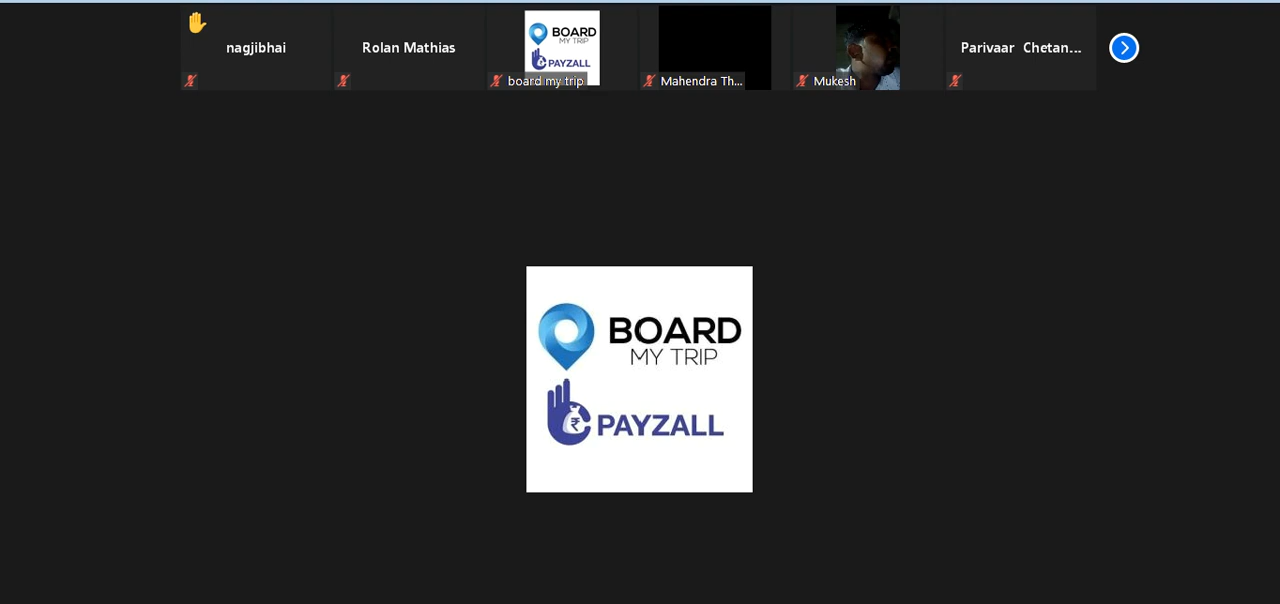 nagjibhai
Rolan Mathias
BOARD
MY TRIP
PAYZALL
board my trip
Mahendra Th...
Mukesh
Parivaar Chetan...
BOARD
MY TRIP
₹
PAYZALL